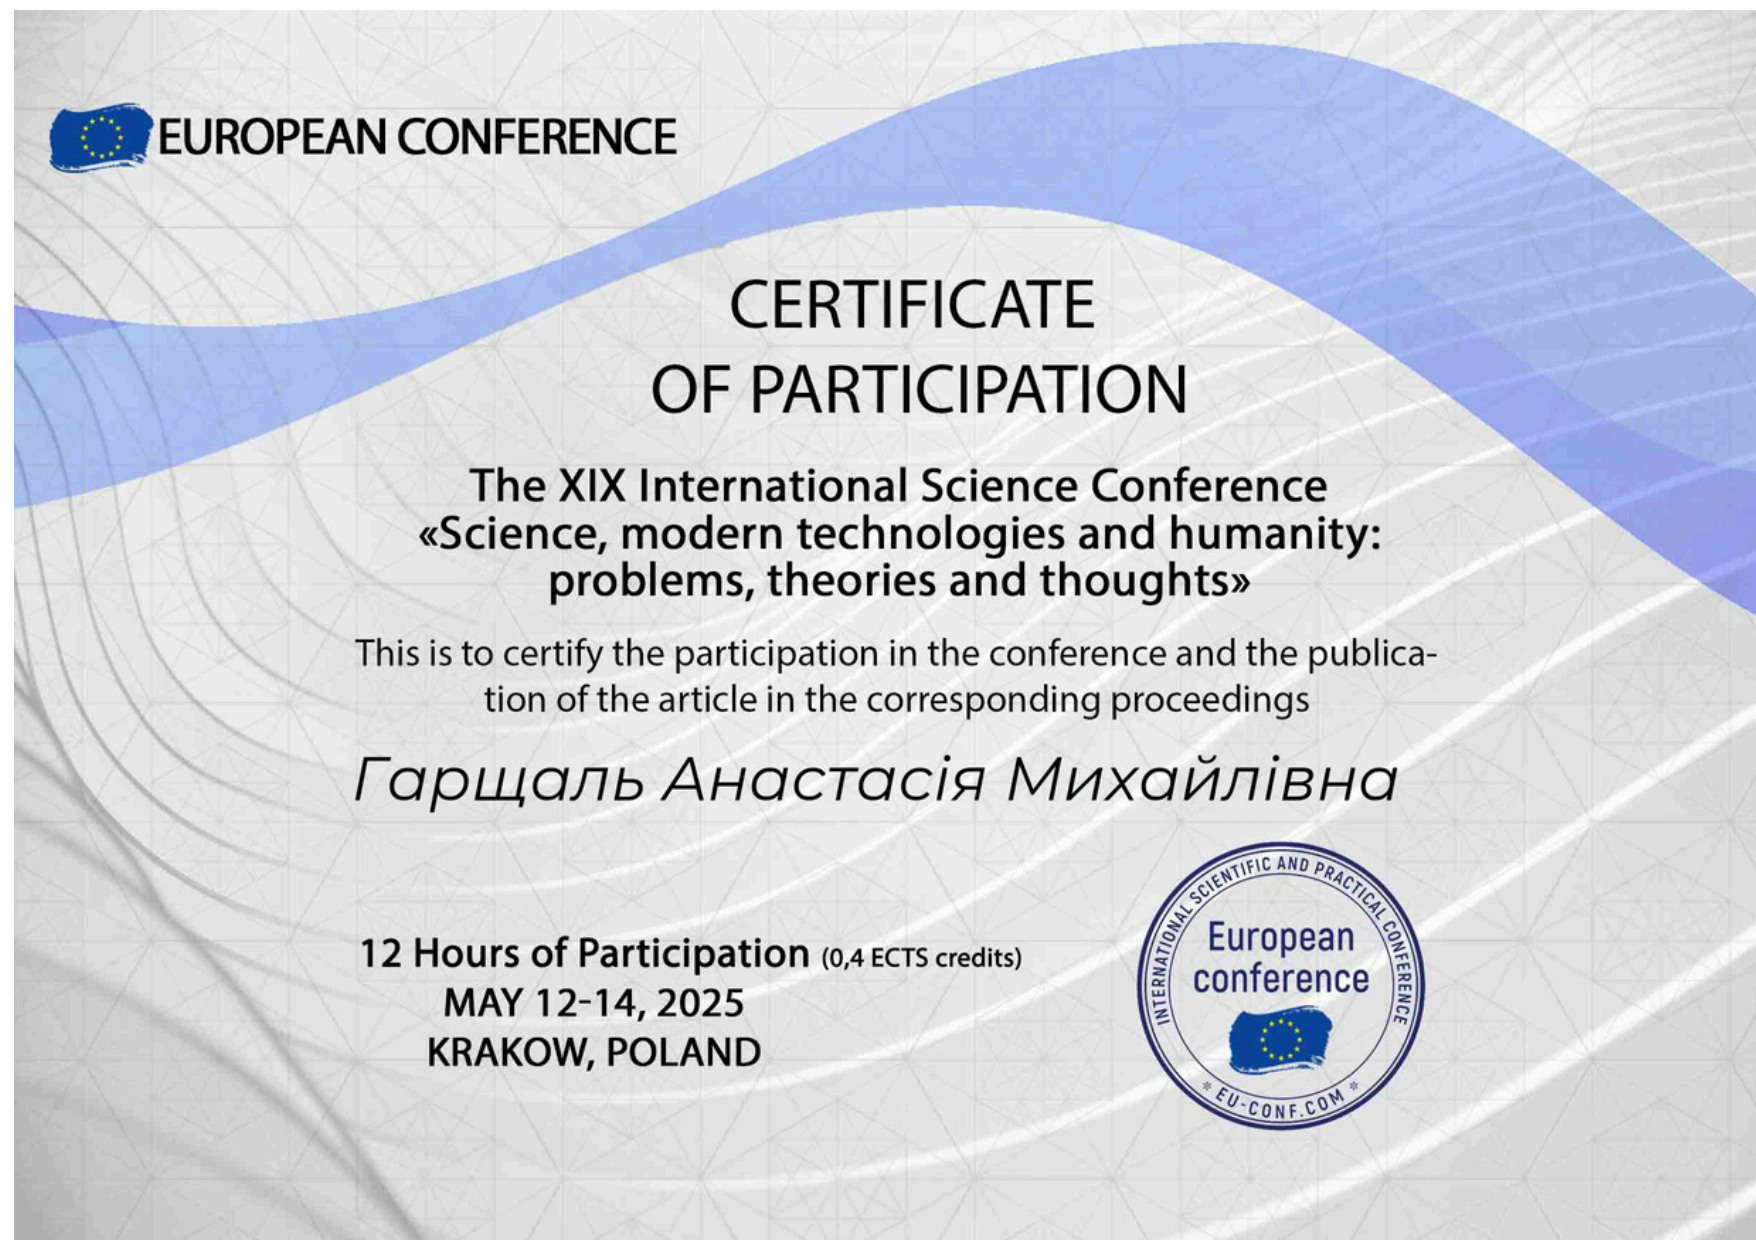 EUROPEAN CONFERENCE
CERTIFICATE
OF PARTICIPATION
The XIX International Science Conference
«Science, modern technologies and humanity:
problems, theories and thoughts»
This is to certify the participation in the conference and the publica-
tion of the article in the corresponding proceedings
Гарщаль Анастасія Михайлівна
12 Hours of Participation (0,4 ECTS credits)
MAY 12-14, 2025
KRAKOW, POLAND
INTERNATIONAL SCIENTIFIC AND PRACTICAL CONFERENCE
European
conference
* EU-CONF.COM *